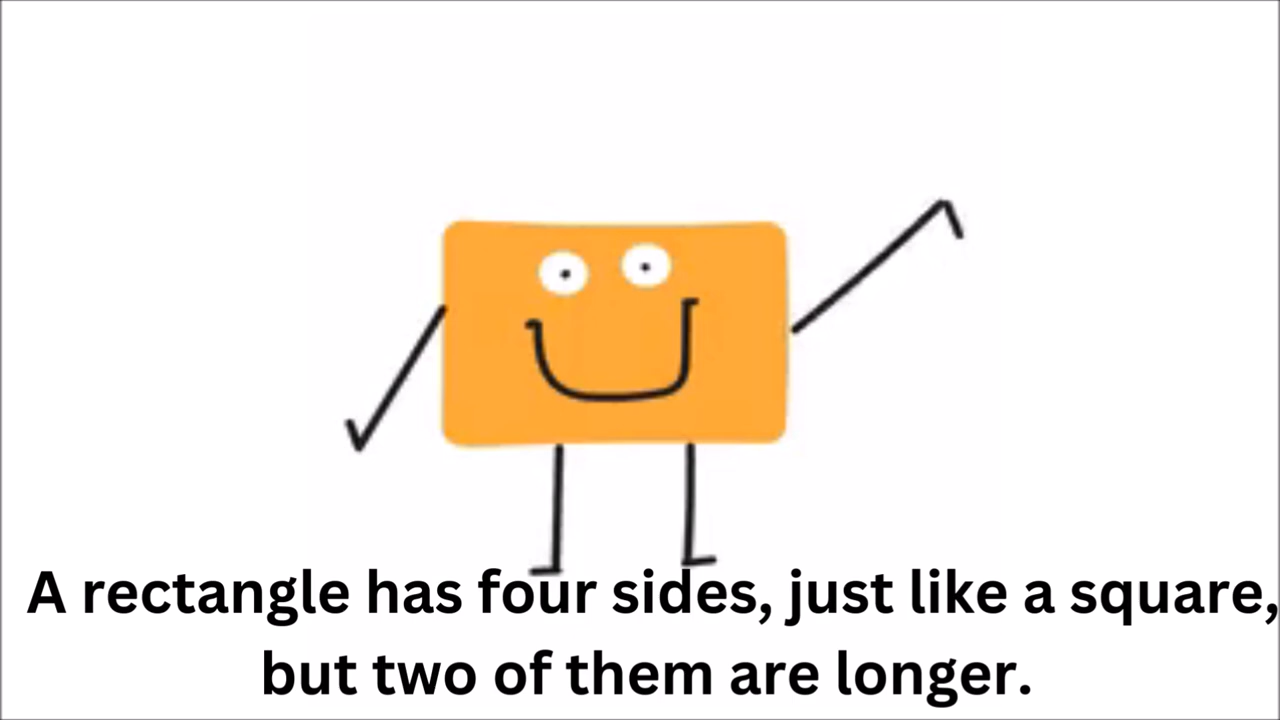 A rectangle has four sides, just like a square,
but two of them are longer.